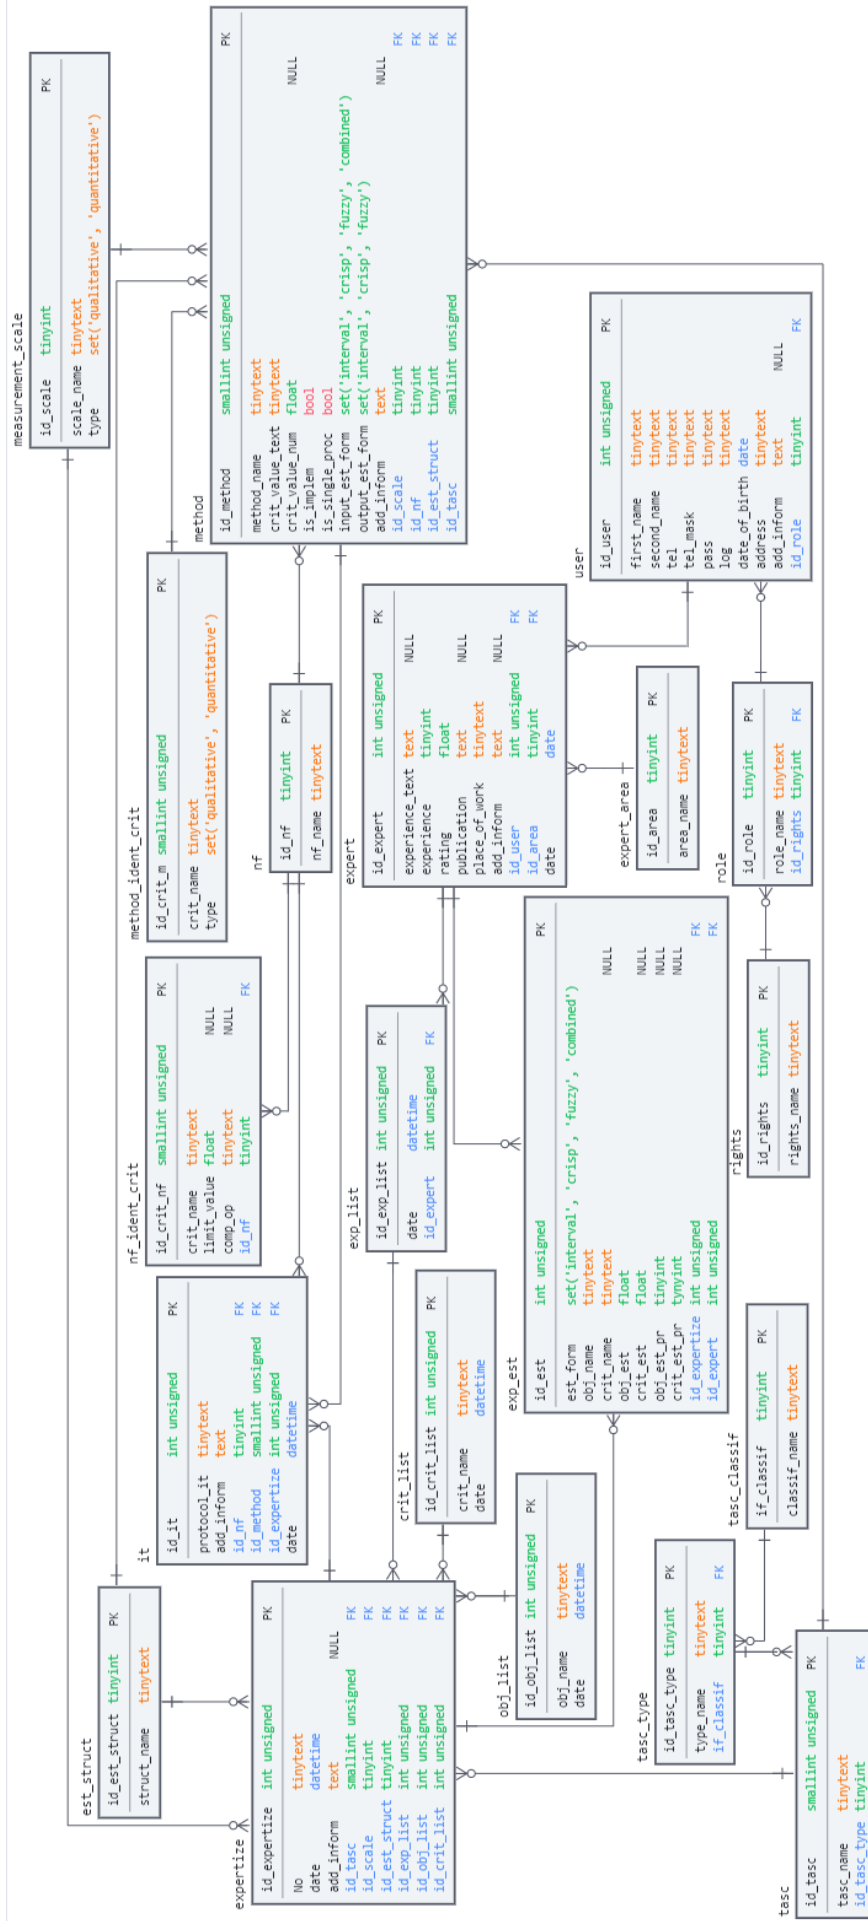 est_struct
id_est_struct tinyint PK
struct_name tinytext
expertize
id_expertize int unsigned PK
No tinytext
date datetime
add_inform text NULL
id_tasc smallint unsigned FK
id_scale tinyint FK
id_est_struct tinyint FK
id_exp_list int unsigned FK
id_obj_list int unsigned FK
id_crit_list int unsigned FK
it
id_it int unsigned PK
protocol_it tinytext
add_inform text
id_nf tinyint FK
id_method smallint unsigned FK
id_expertize int unsigned FK
date datetime
nf_ident_crit
id_crit_nf smallint unsigned PK
crit_name tinytext
limit_value float NULL
comp_op tinytext NULL
id_nf tinyint FK
method_ident_crit
id_crit_m smallint unsigned PK
crit_name tinytext
type set('qualitative', 'quantitative')
measurement_scale
id_scale tinyint PK
scale_name tinytext
type set('qualitative', 'quantitative')
method
id_method smallint unsigned PK
method_name tinytext
crit_value_text tinytext
crit_value_num float NULL
is_implem bool
is_single_proc bool
input_est_form set('interval', 'crisp', 'fuzzy', 'combined')
output_est_form set('interval', 'crisp', 'fuzzy')
add_inform text NULL
id_scale tinyint FK
id_nf tinyint FK
id_est_struct tinyint FK
id_tasc smallint unsigned FK
nf
id_nf tinyint PK
nf_name tinytext
exp_list
id_exp_list int unsigned PK
date datetime
id_expert int unsigned FK
expert
id_expert int unsigned PK
experience_text text NULL
experience tinyint
rating float
publication text NULL
place_of_work tinytext
add_inform text NULL
id_user int unsigned FK
id_area tinyint FK
date date
crit_list
id_crit_list int unsigned PK
crit_name tinytext
date datetime
obj_list
id_obj_list int unsigned PK
obj_name tinytext
date datetime
exp_est
id_est int unsigned PK
est_form set('interval', 'crisp', 'fuzzy', 'combined')
obj_name tinytext
crit_name tinytext NULL
obj_est float
crit_est float NULL
obj_est_pr tinyint NULL
crit_est_pr tynyint NULL
id_expertize int unsigned FK
id_expert int unsigned FK
expert_area
id_area tinyint PK
area_name tinytext
user
id_user int unsigned PK
first_name tinytext
second_name tinytext
tel tinytext
tel_mask tinytext
pass tinytext
log tinytext
date_of_birth date
address tinytext
add_inform text NULL
id_role tinyint FK
role
id_role tinyint PK
role_name tinytext
id_rights tinyint FK
rights
id_rights tinyint PK
rights_name tinytext
tasc_classif
if_classif tinyint PK
classif_name tinytext
tasc_type
id_tasc_type tinyint PK
type_name tinytext
if_classif tinyint FK
tasc
id_tasc smallint unsigned PK
tasc_name tinytext
id_tasc_type tinyint FK